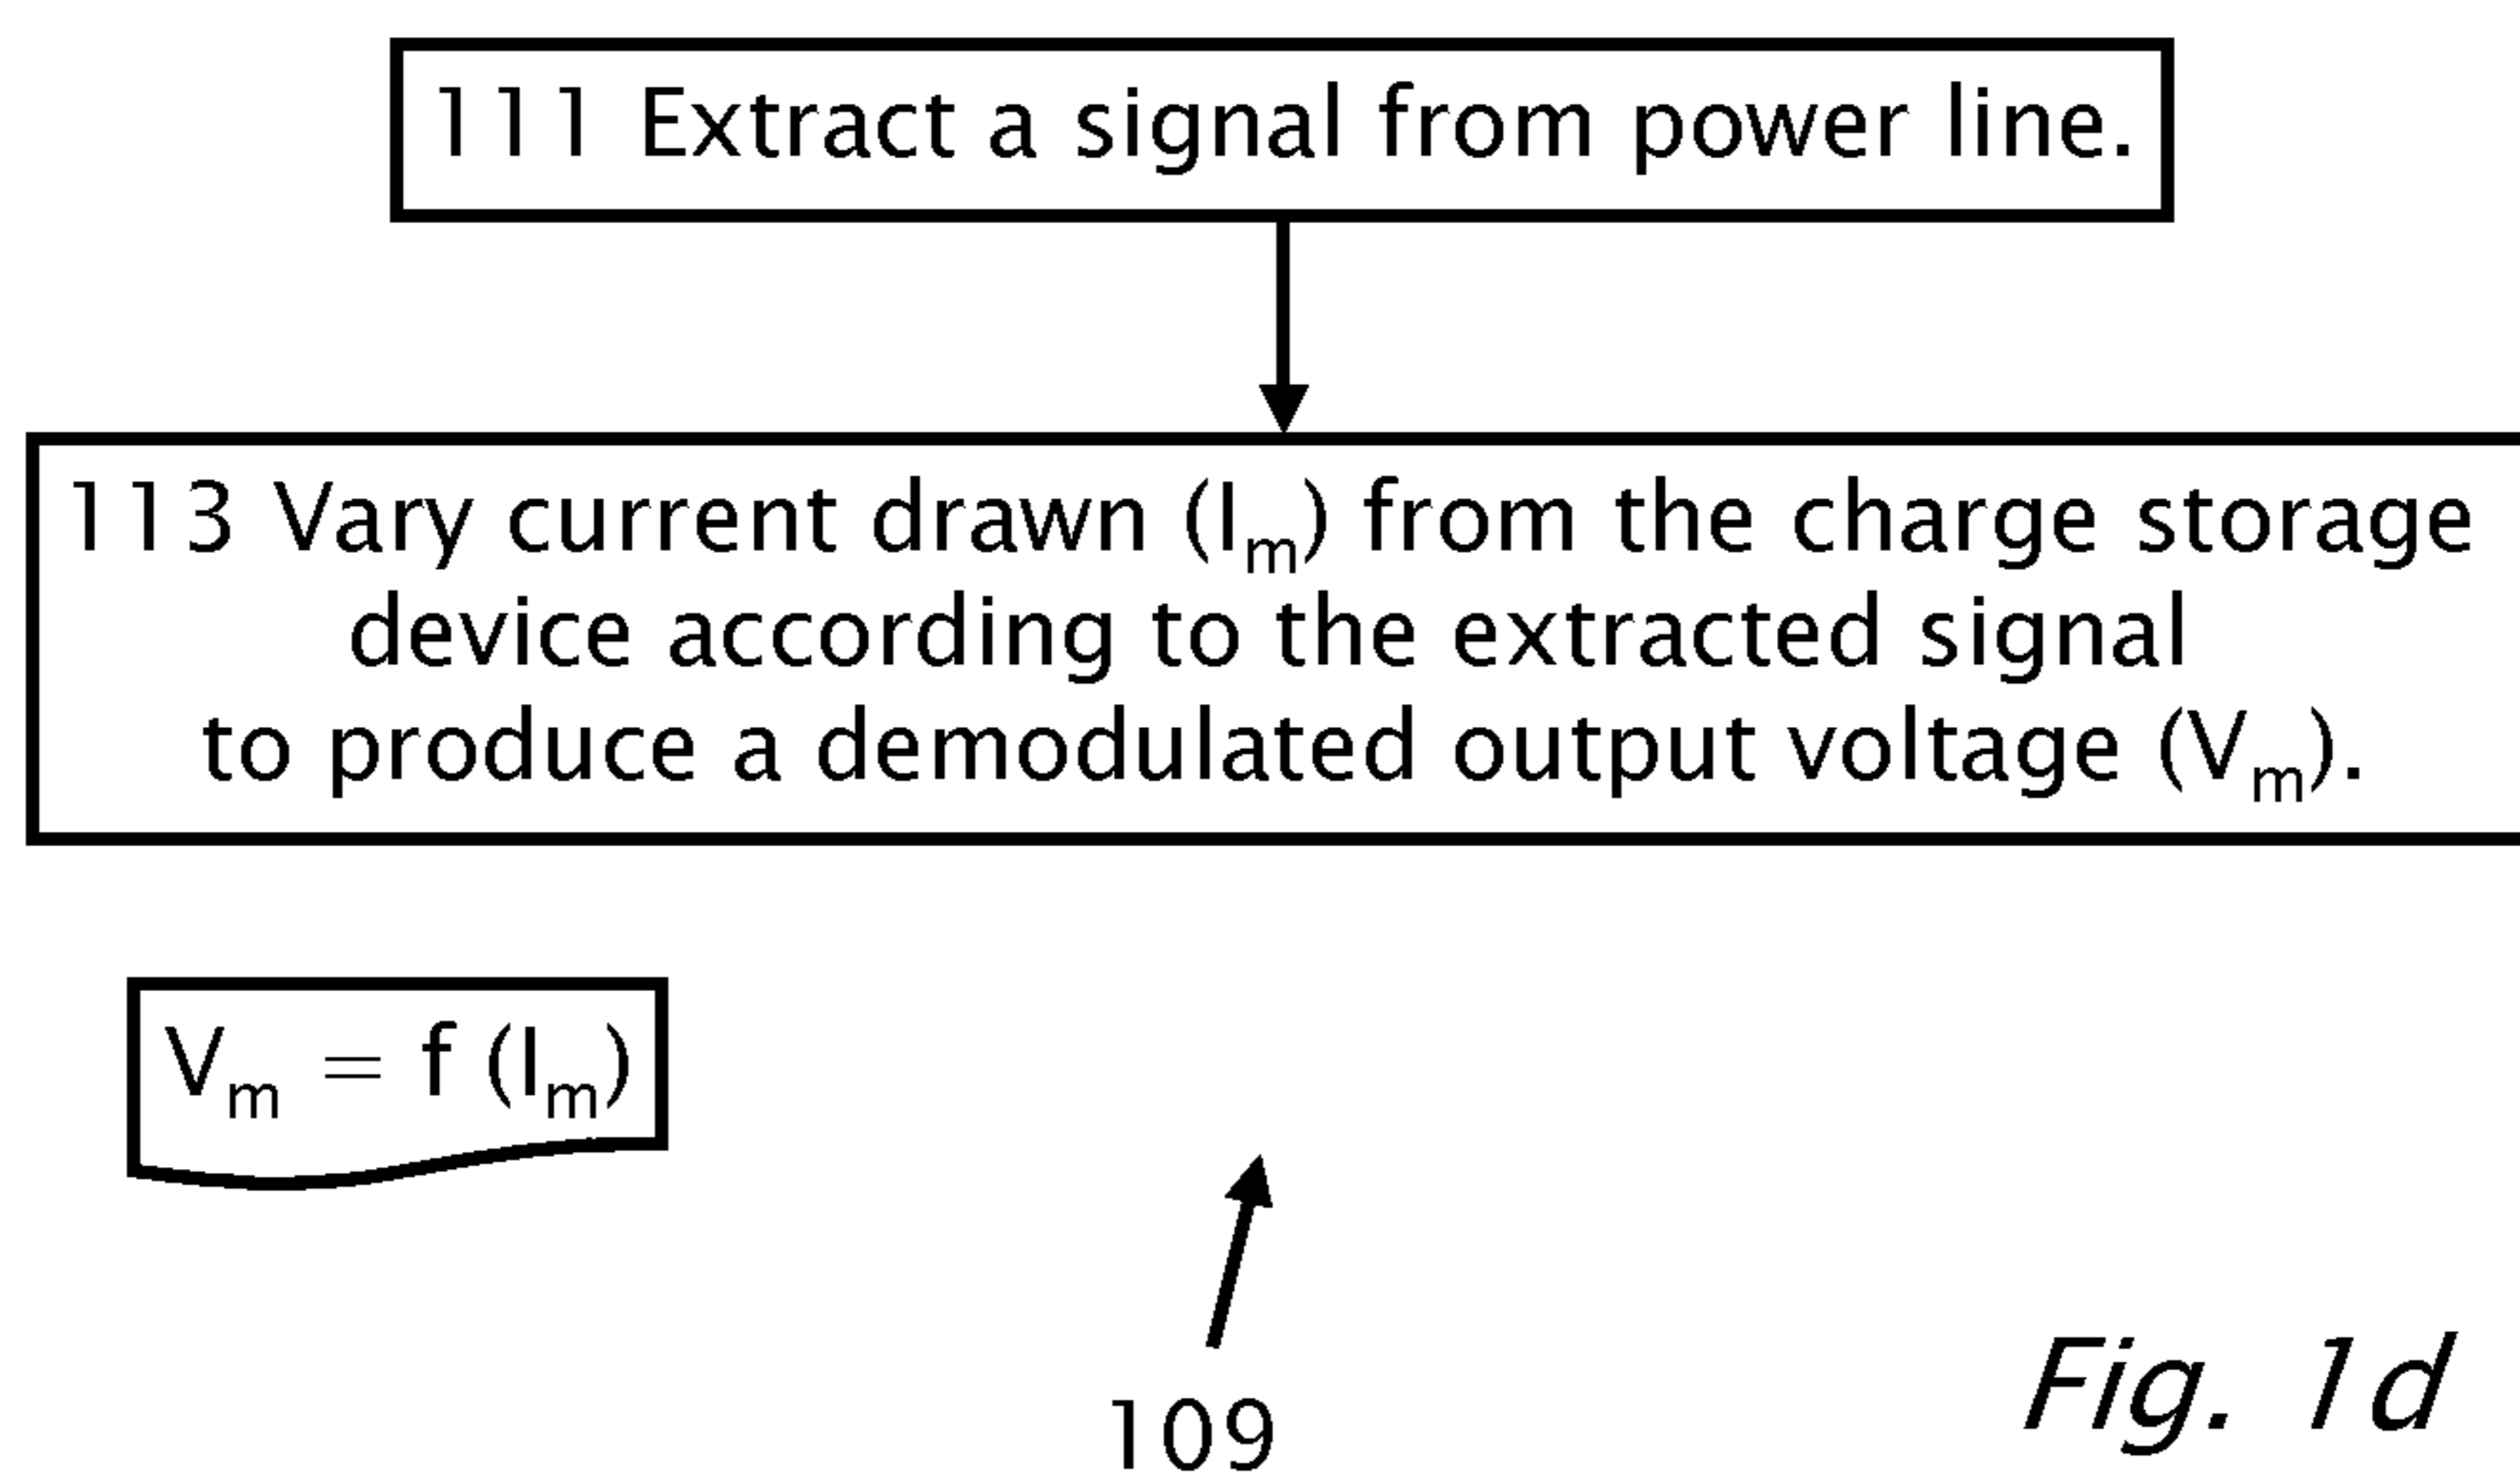 111 Extract a signal from power line.
113 Vary current drawn (Iₘ) from the charge storage
device according to the extracted signal
to produce a demodulated output voltage (Vₘ).
Vₘ = f (Iₘ)
109
Fig. 1d